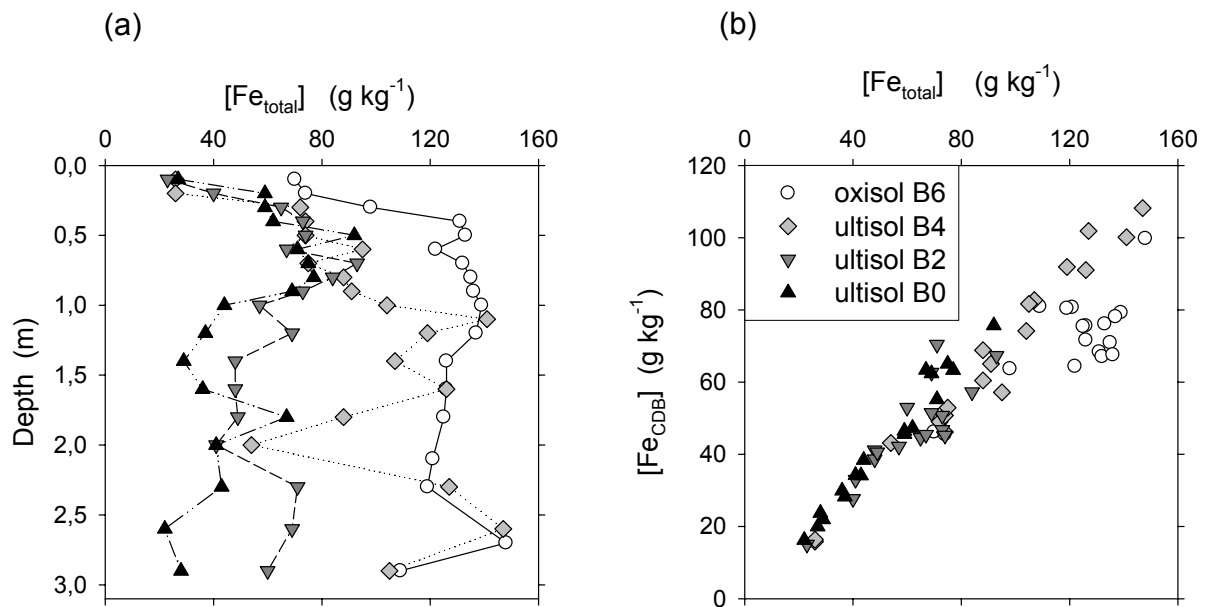 (a)
[Fe_total] (g kg⁻¹)
0 40 80 120 160
0,0
0,5
1,0
1,5
2,0
2,5
3,0
Depth (m)
(b)
[Fe_total] (g kg⁻¹)
0 40 80 120 160
120
100
80
60
40
20
0
[Fe_CDB] (g kg⁻¹)
oxisol B6
ultisol B4
ultisol B2
ultisol B0